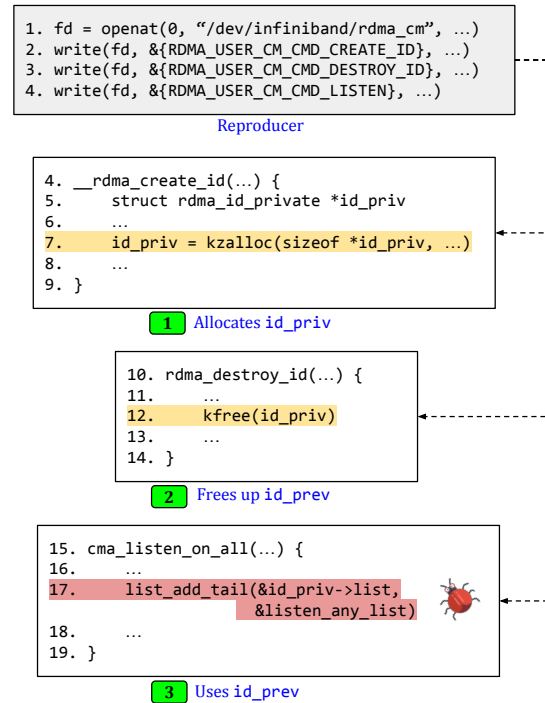 1. fd = openat(0, “/dev/infiniband/rdma_cm”, …)
2. write(fd, &{RDMA_USER_CM_CMD_CREATE_ID}, …)
3. write(fd, &{RDMA_USER_CM_CMD_DESTROY_ID}, …)
4. write(fd, &{RDMA_USER_CM_CMD_LISTEN}, …)
Reproducer
4. __rdma_create_id(…) {
5. struct rdma_id_private *id_priv
6. …
7. id_priv = kzalloc(sizeof *id_priv, …)
8. …
9. }
1 Allocates id_priv
10. rdma_destroy_id(…) {
11. …
12. kfree(id_priv)
13. …
14. }
2 Frees up id_prev
15. cma_listen_on_all(…) {
16. …
17. list_add_tail(&id_priv->list,
&listen_any_list)
18. …
19. }
3 Uses id_prev